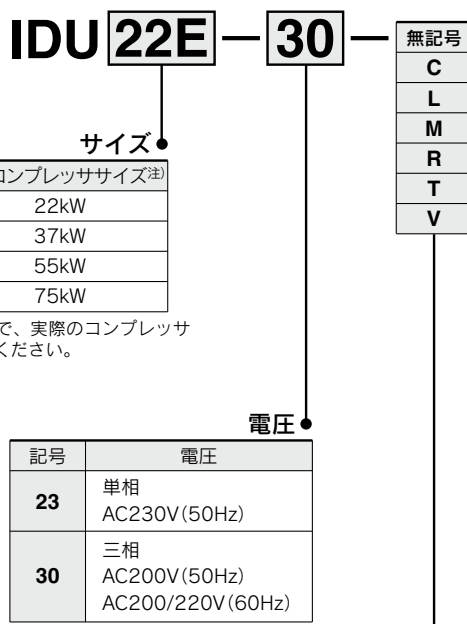 IDU 22E － 30 －
無記号
C
L
M
R
T
V
サイズ
コンプレッササイズ注)
22kW
37kW
55kW
75kW
で、実際のコンプレッサ
ください。
電圧
記号 電圧
23 単相
AC230V(50Hz)
30 三相
AC200V(50Hz)
AC200/220V(60Hz)